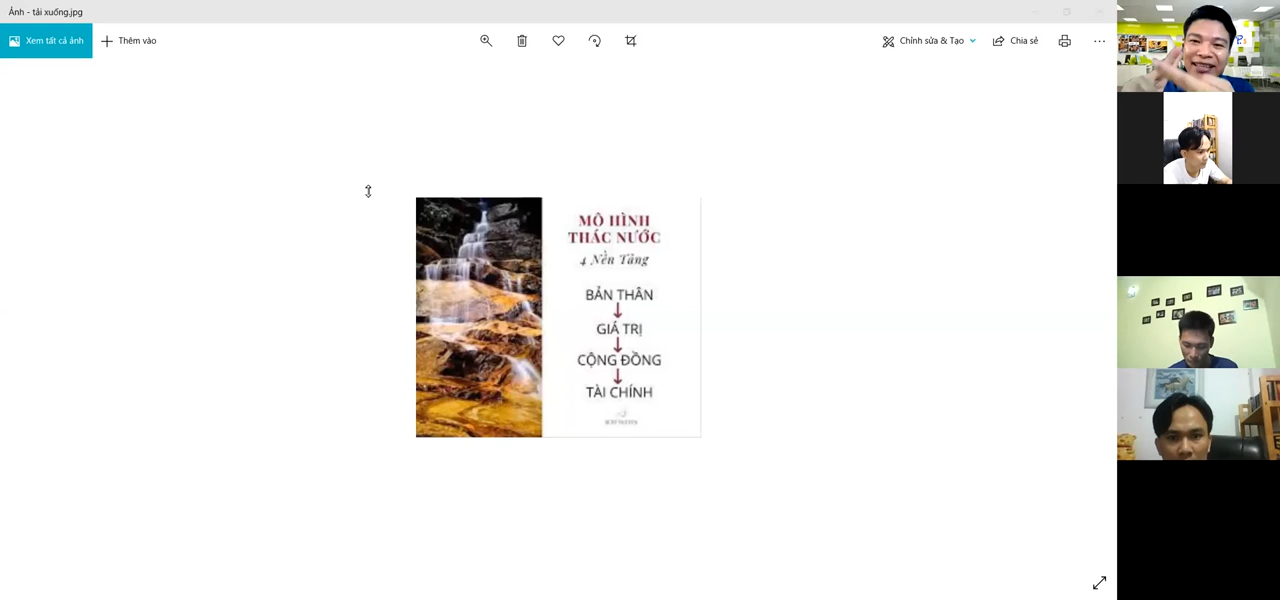 Ảnh - tải xuống.jpg
Xem tất cả ảnh
Thêm vào
Chỉnh sửa & Tạo
Chia sẻ
MÔ HÌNH
THÁC NƯỚC
4 Nền Tảng
BẢN THÂN
GIÁ TRỊ
CỘNG ĐỒNG
TÀI CHÍNH